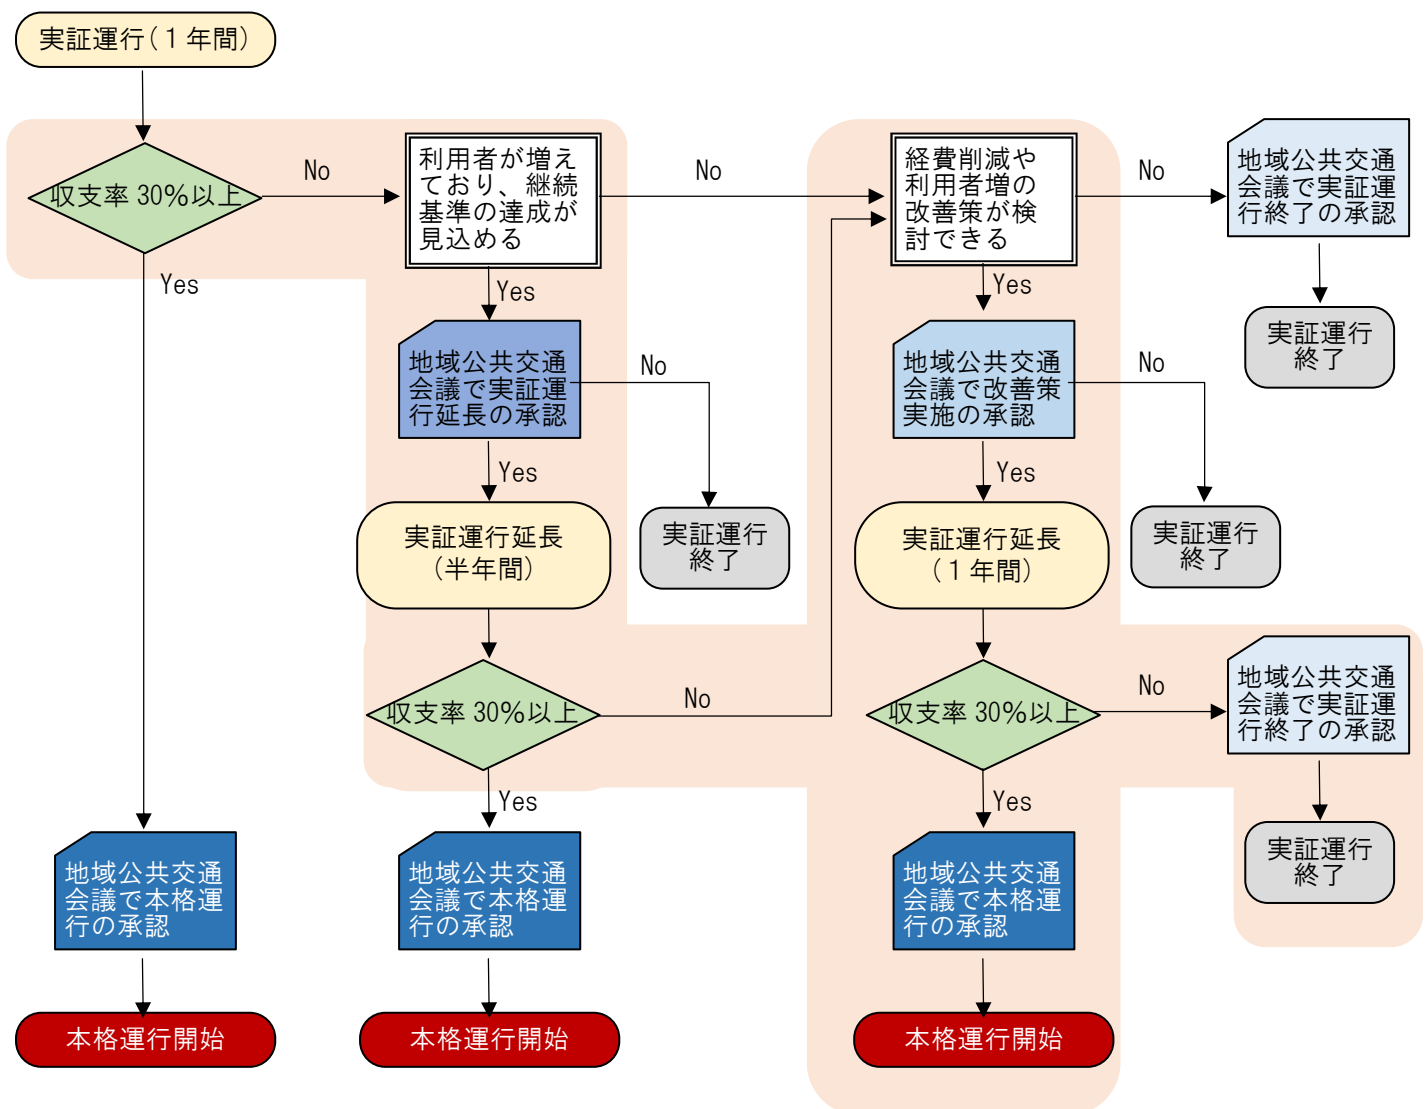 実証運行(１年間)
収支率 30%以上
No
利用者が増え
ており、継続
基準の達成が
見込める
No
経費削減や
利用者増の
改善策が検
討できる
No
地域公共交通
会議で実証運
行終了の承認
Yes
Yes
Yes
実証運行
終了
地域公共交通
会議で実証運
行延長の承認
No
地域公共交通
会議で改善策
実施の承認
No
Yes
Yes
実証運行延長
(半年間)
実証運行
終了
実証運行延長
(１年間)
実証運行
終了
収支率 30%以上
No
収支率 30%以上
No
地域公共交通
会議で実証運
行終了の承認
Yes
Yes
実証運行
終了
地域公共交通
会議で本格運
行の承認
地域公共交通
会議で本格運
行の承認
地域公共交通
会議で本格運
行の承認
本格運行開始
本格運行開始
本格運行開始